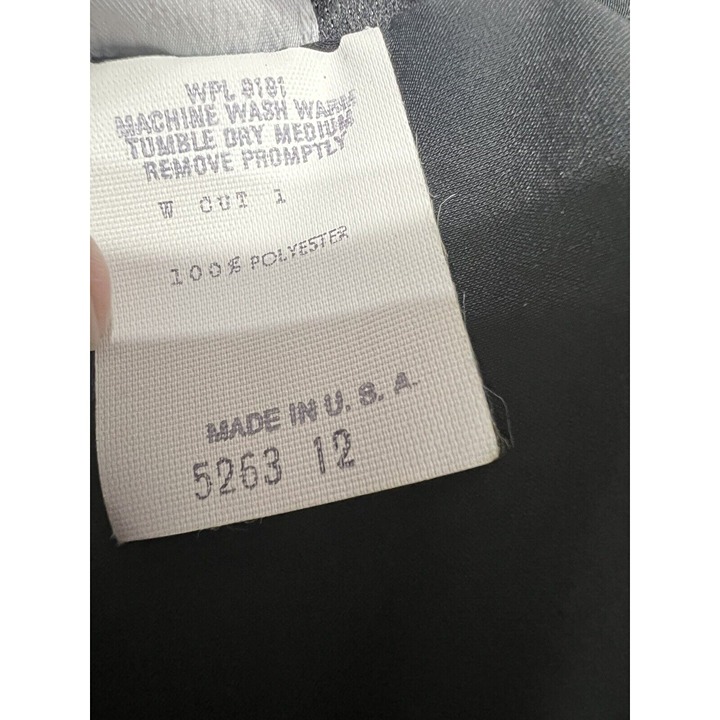 WPL 9191
MACHINE WASH WARM
TUMBLE DRY MEDIUM
REMOVE PROMPTLY
W CUT 1
100% POLYESTER
MADE IN U. S. A.
5263 12